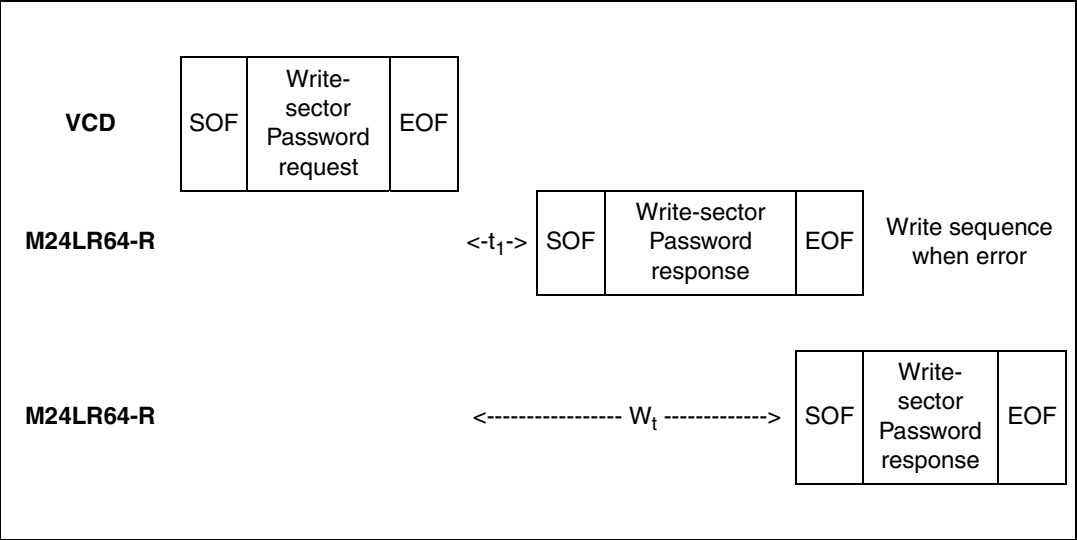 VCD
SOF
Write-
sector
Password
request
EOF
M24LR64-R
<-t1->
SOF
Write-sector
Password
response
EOF
Write sequence
when error
M24LR64-R
<----------------- Wt ------------->
SOF
Write-
sector
Password
response
EOF